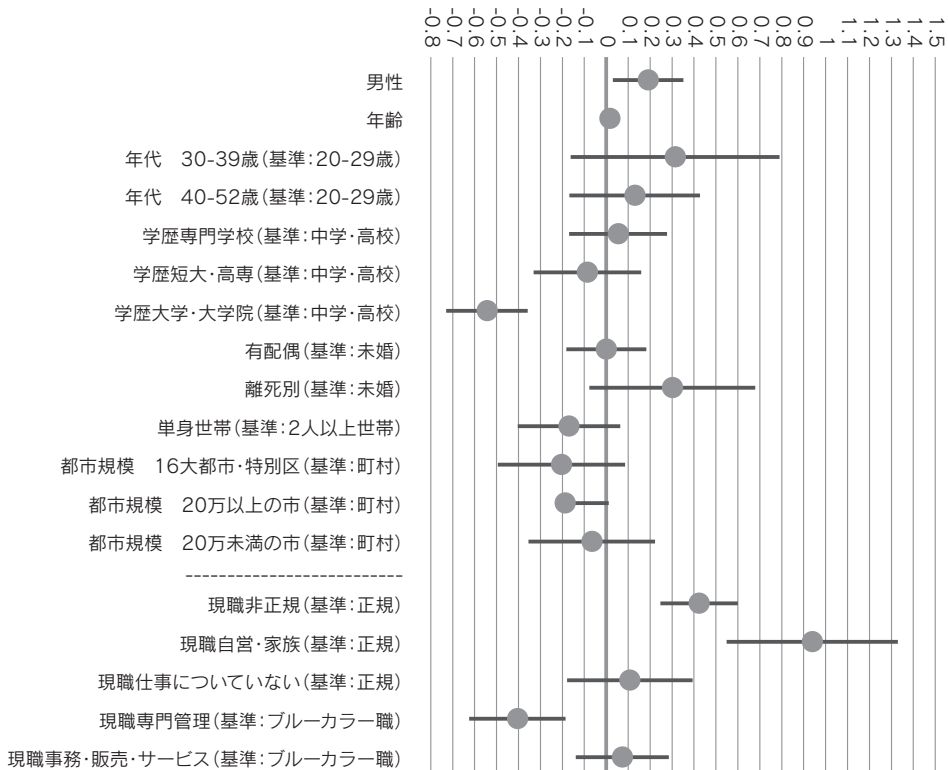 -0.8 -0.7 -0.6 -0.5 -0.4 -0.3 -0.2 -0.1 -0 0 0.1 0.2 0.3 0.4 0.5 0.6 0.7 0.8 0.9 1 1.1 1.2 1.3 1.4 1.5
男性
年齢
年代　30-39歳(基準:20-29歳)
年代　40-52歳(基準:20-29歳)
学歴専門学校(基準:中学・高校)
学歴短大・高専(基準:中学・高校)
学歴大学・大学院(基準:中学・高校)
有配偶(基準:未婚)
離死別(基準:未婚)
単身世帯(基準:2人以上世帯)
都市規模　16大都市・特別区(基準:町村)
都市規模　20万以上の市(基準:町村)
都市規模　20万未満の市(基準:町村)
--------------------------
現職非正規(基準:正規)
現職自営・家族(基準:正規)
現職仕事についていない(基準:正規)
現職専門管理(基準:ブルーカラー職)
現職事務・販売・サービス(基準:ブルーカラー職)